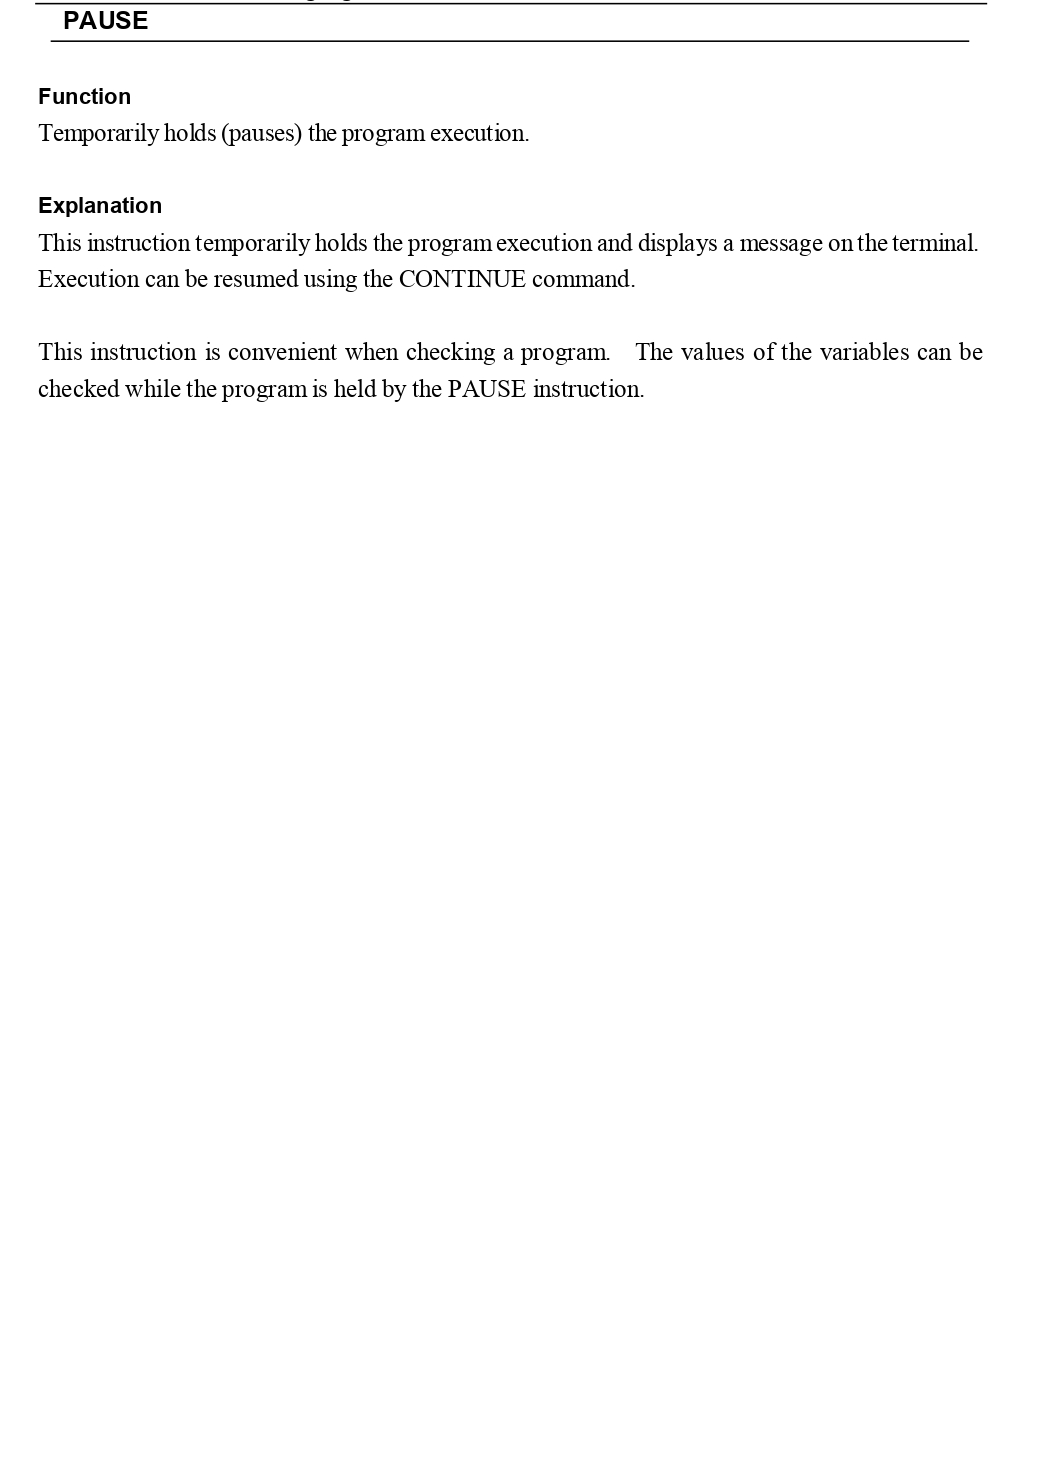 PAUSE
Function
Temporarily holds (pauses) the program execution.
Explanation
This instruction temporarily holds the program execution and displays a message on the terminal.
Execution can be resumed using the CONTINUE command.
This instruction is convenient when checking a program. The values of the variables can be
checked while the program is held by the PAUSE instruction.